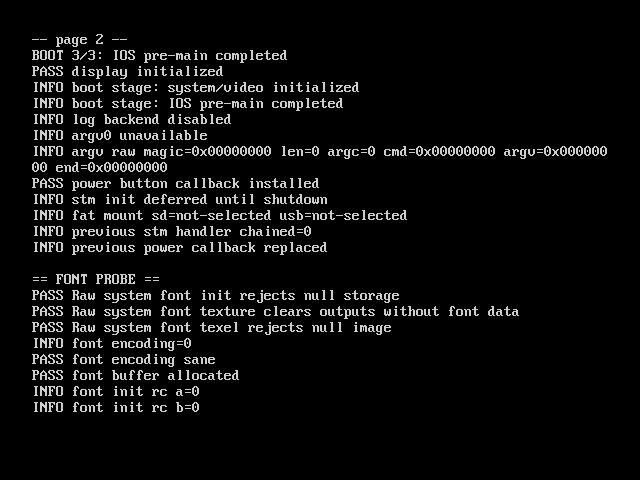 -- page 2 --
BOOT 3/3: IOS pre-main completed
PASS display initialized
INFO boot stage: system/video initialized
INFO boot stage: IOS pre-main completed
INFO log backend disabled
INFO argv0 unavailable
INFO argv raw magic=0x00000000 len=0 argc=0 cmd=0x00000000 argv=0x000000
00 end=0x00000000
PASS power button callback installed
INFO stm init deferred until shutdown
INFO fat mount sd=not-selected usb=not-selected
INFO previous stm handler chained=0
INFO previous power callback replaced
== FONT PROBE ==
PASS Raw system font init rejects null storage
PASS Raw system font texture clears outputs without font data
PASS Raw system font texel rejects null image
INFO font encoding=0
PASS font encoding sane
PASS font buffer allocated
INFO font init rc a=0
INFO font init rc b=0